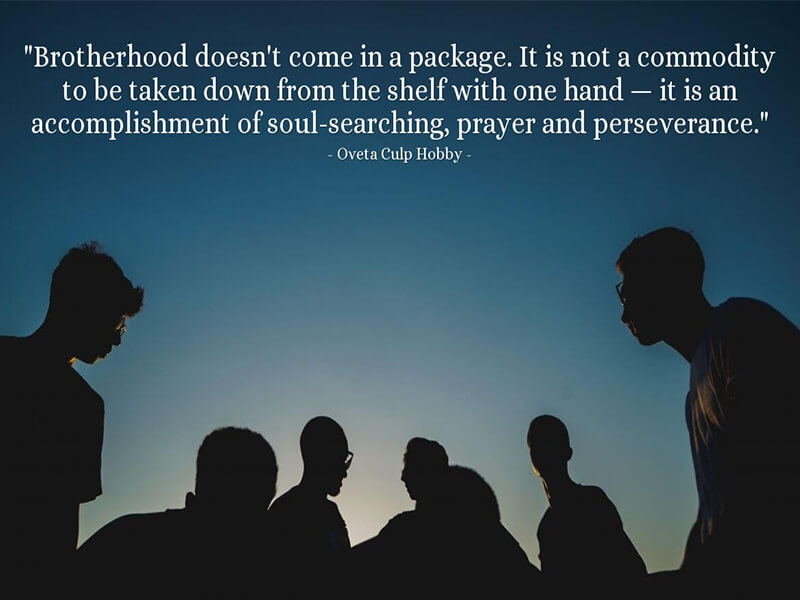 "Brotherhood doesn't come in a package. It is not a commodity
to be taken down from the shelf with one hand — it is an
accomplishment of soul-searching, prayer and perseverance."
- Oveta Culp Hobby -